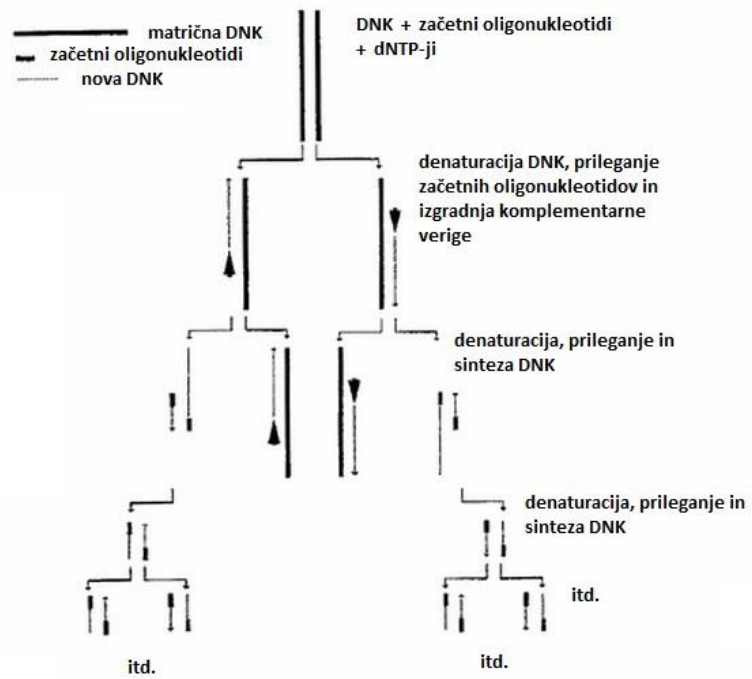 matrična DNK
začetni oligonukleotidi
nova DNK
DNK + začetni oligonukleotidi
+ dNTP-ji
denaturacija DNK, prileganje
začetnih oligonukleotidov in
izgradnja komplementarne
verige
denaturacija, prileganje in
sinteza DNK
denaturacija, prileganje in
sinteza DNK
itd.
itd.
itd.